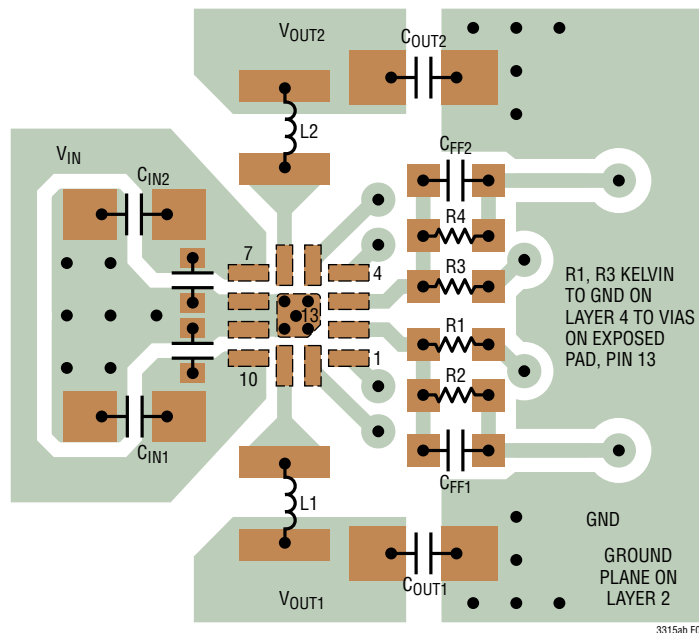 VOUT2
COUT2
L2
VIN
CIN2
CFF2
R4
7
4
R3
13
R1, R3 KELVIN
TO GND ON
LAYER 4 TO VIAS
ON EXPOSED
PAD, PIN 13
R1
1
10
R2
CIN1
CFF1
L1
GND
GROUND
PLANE ON
LAYER 2
COUT1
VOUT1